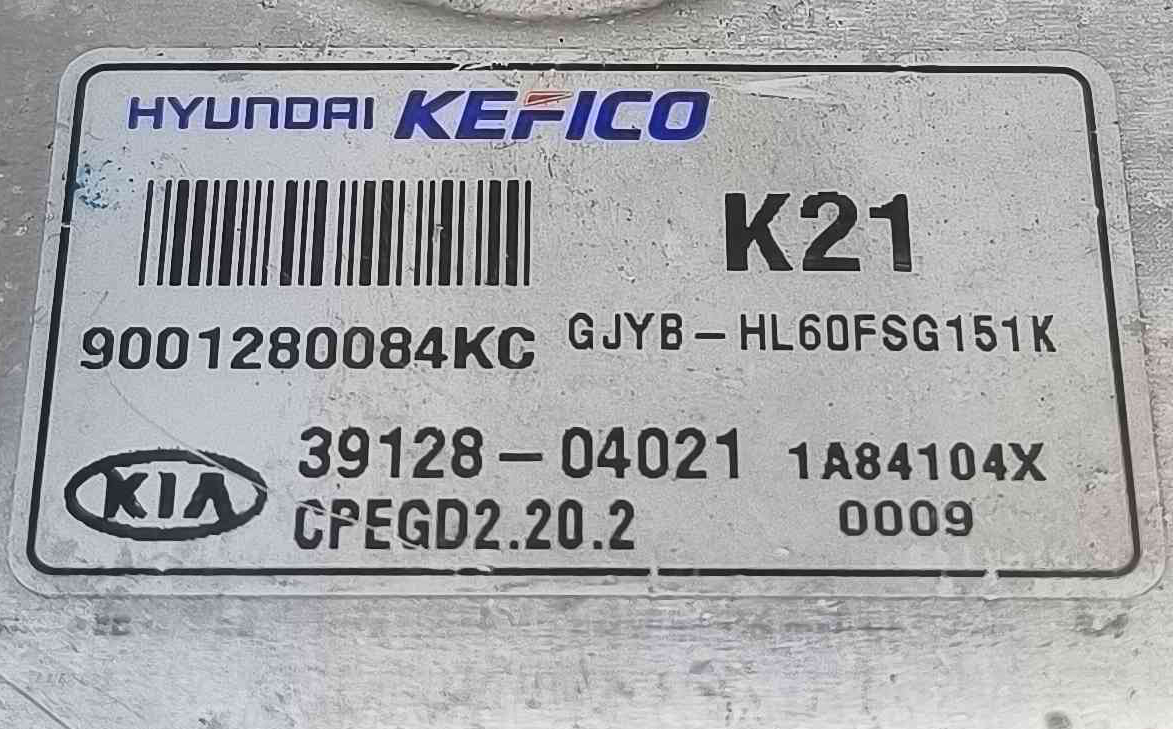 HYUNDAI KEFICO
K21
9001280084KC GJYB-HL60FSG151K
KIA 39128-04021 1A84104X
CPEGD2.20.2 0009